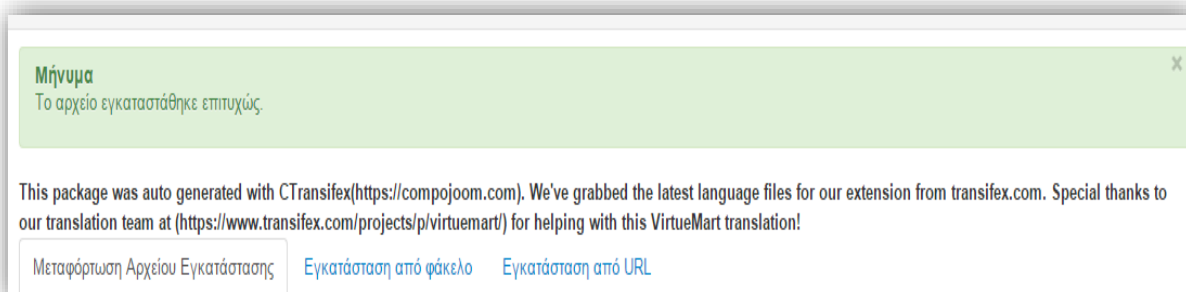 Μήνυμα
Το αρχείο εγκαταστάθηκε επιτυχώς.
×
This package was auto generated with CTransifex(https://compojoom.com). We've grabbed the latest language files for our extension from transifex.com. Special thanks to
our translation team at (https://www.transifex.com/projects/p/virtuemart/) for helping with this VirtueMart translation!
Μεταφόρτωση Αρχείου Εγκατάστασης Εγκατάσταση από φάκελο Εγκατάσταση από URL